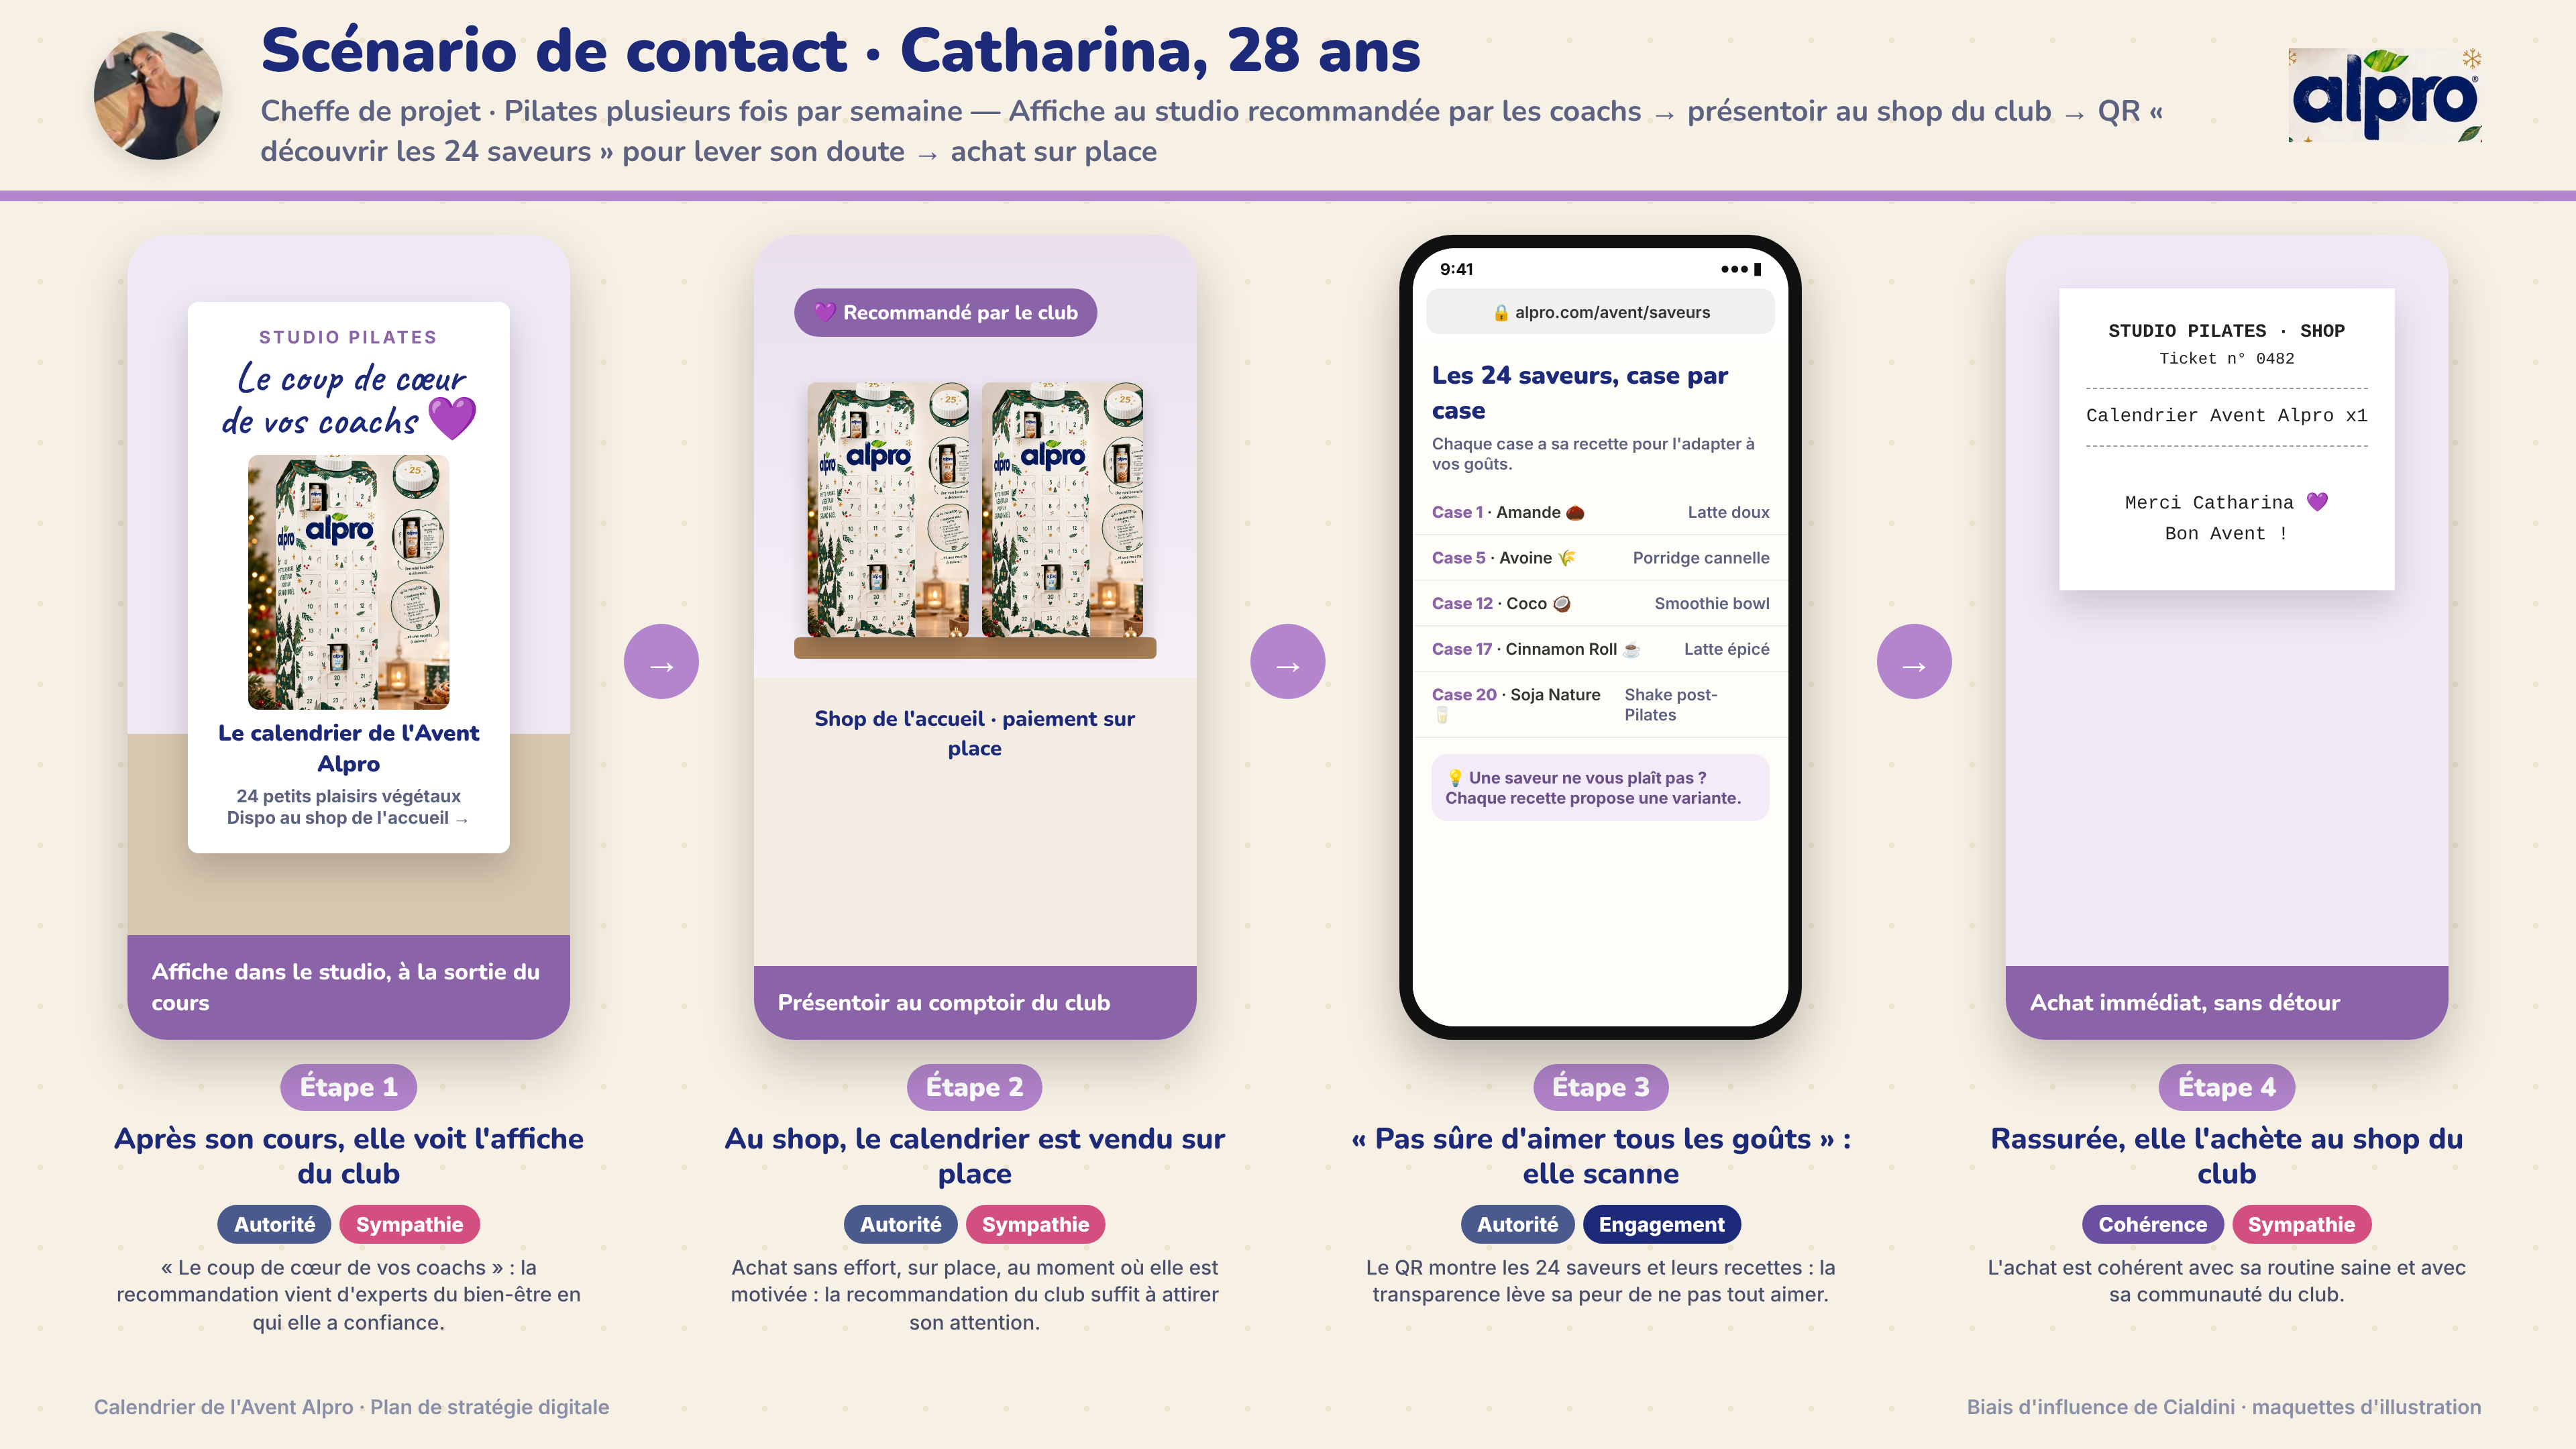 Scénario de contact · Catharina, 28 ans
Cheffe de projet · Pilates plusieurs fois par semaine — Affiche au studio recommandée par les coachs → présentoir au shop du club → QR «
découvrir les 24 saveurs » pour lever son doute → achat sur place
alpro
STUDIO PILATES
Le coup de cœur
de vos coachs 💜
alpro
Le calendrier de l'Avent
Alpro
24 petits plaisirs végétaux
Dispo au shop de l'accueil →
Affiche dans le studio, à la sortie du
cours
→
💜 Recommandé par le club
alpro
alpro
Shop de l'accueil · paiement sur
place
Présentoir au comptoir du club
→
9:41
🔒 alpro.com/avent/saveurs
Les 24 saveurs, case par
case
Chaque case a sa recette pour l'adapter à
vos goûts.
Case 1 · Amande 🌰 Latte doux
Case 5 · Avoine 🌾 Porridge cannelle
Case 12 · Coco 🥥 Smoothie bowl
Case 17 · Cinnamon Roll ☕ Latte épicé
Case 20 · Soja Nature 🥛 Shake post-
Pilates
💡 Une saveur ne vous plaît pas ?
Chaque recette propose une variante.
→
STUDIO PILATES · SHOP
Ticket n° 0482
Calendrier Avent Alpro x1
Merci Catharina 💜
Bon Avent !
Achat immédiat, sans détour
Étape 1
Après son cours, elle voit l'affiche
du club
Autorité Sympathie
« Le coup de cœur de vos coachs » : la
recommandation vient d'experts du bien-être en
qui elle a confiance.
Étape 2
Au shop, le calendrier est vendu sur
place
Autorité Sympathie
Achat sans effort, sur place, au moment où elle est
motivée : la recommandation du club suffit à attirer
son attention.
Étape 3
« Pas sûre d'aimer tous les goûts » :
elle scanne
Autorité Engagement
Le QR montre les 24 saveurs et leurs recettes : la
transparence lève sa peur de ne pas tout aimer.
Étape 4
Rassurée, elle l'achète au shop du
club
Cohérence Sympathie
L'achat est cohérent avec sa routine saine et avec
sa communauté du club.
Calendrier de l'Avent Alpro · Plan de stratégie digitale
Biais d'influence de Cialdini · maquettes d'illustration